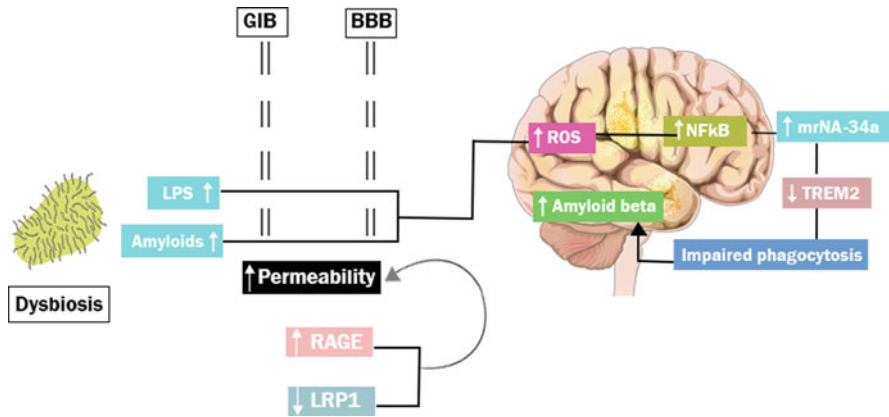 GIB
BBB
↑ ROS
↑ NFkB
↑ mrNA-34a
LPS ↑
↓ TREM2
↑ Amyloid beta
Amyloids ↑
Impaired phagocytosis
↑ Permeability
Dysbiosis
↑ RAGE
↓ LRP1